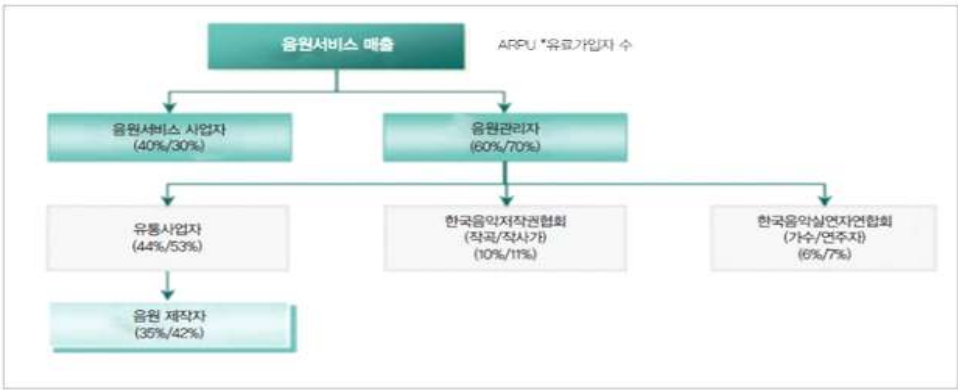 음원서비스 매출
ARPU *유료가입자 수
음원서비스 사업자
(40%/30%)
음원관리자
(60%/70%)
유통사업자
(44%/53%)
한국음악저작권협회
(작곡/작사가)
(10%/11%)
한국음악실연자연합회
(가수/연주자)
(6%/7%)
음원 제작자
(35%/42%)